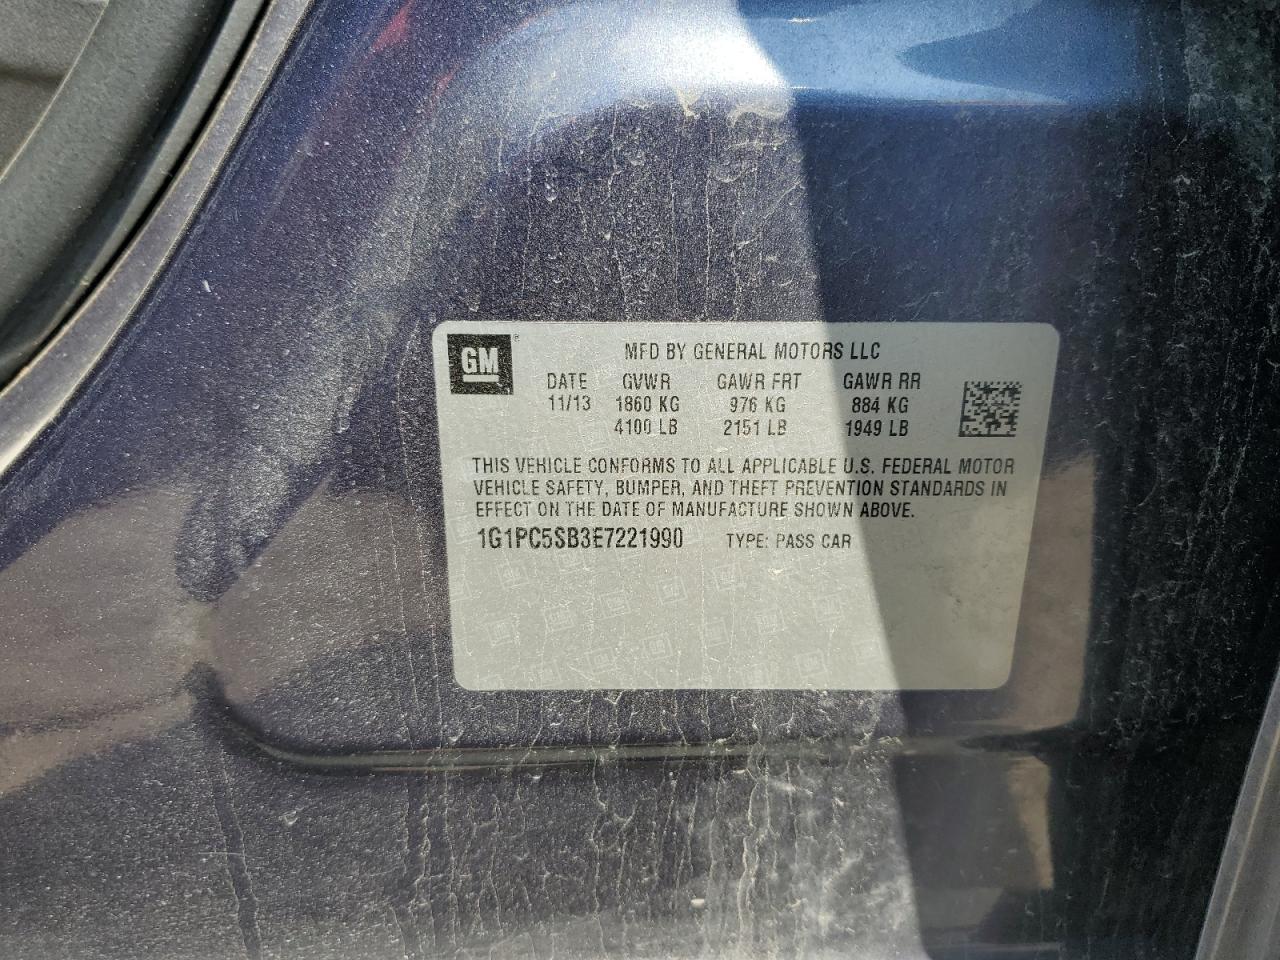 GM ®
MFD BY GENERAL MOTORS LLC
DATE GVWR GAWR FRT GAWR RR
11/13 1860 KG 976 KG 884 KG
4100 LB 2151 LB 1949 LB
THIS VEHICLE CONFORMS TO ALL APPLICABLE U.S. FEDERAL MOTOR
VEHICLE SAFETY, BUMPER, AND THEFT PREVENTION STANDARDS IN
EFFECT ON THE DATE OF MANUFACTURE SHOWN ABOVE.
1G1PC5SB3E7221990 TYPE: PASS CAR